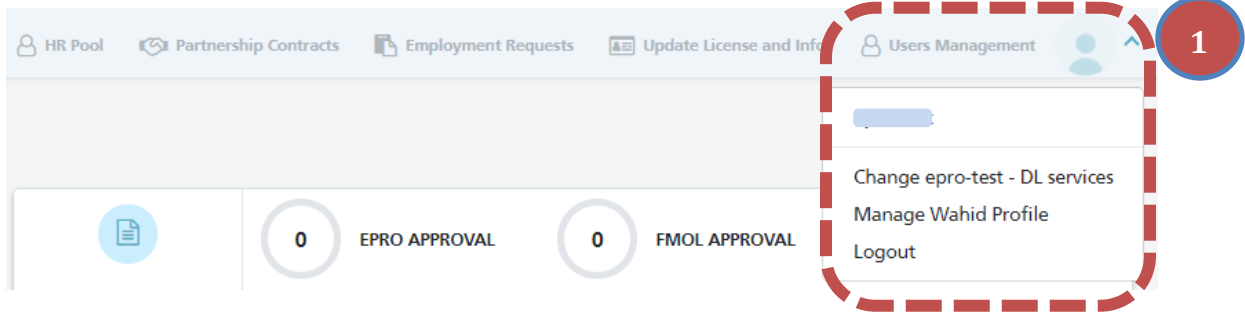 HR Pool Partnership Contracts Employment Requests Update License and Info Users Management
1
Change epro-test - DL services
Manage Wahid Profile
Logout
0 EPRO APPROVAL 0 FMOL APPROVAL